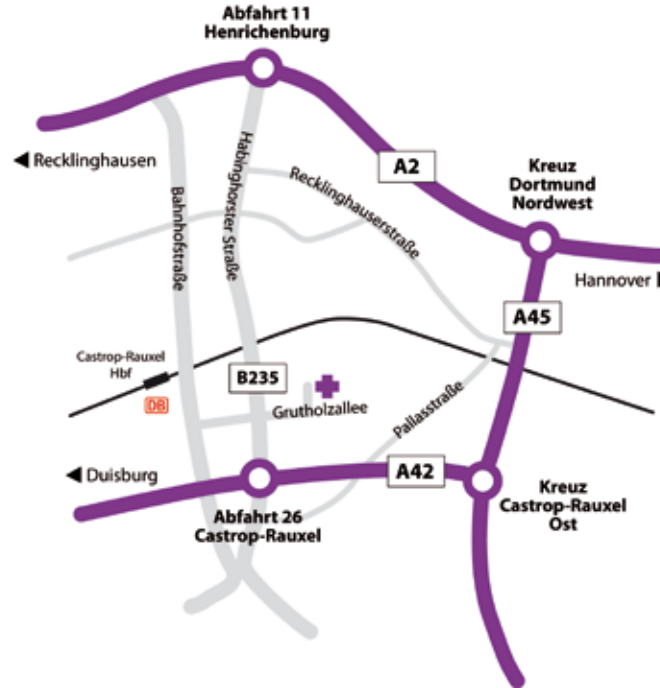 Abfahrt 11
Henrichenburg
Recklinghausen
A2
Kreuz
Dortmund
Nordwest
Habinghorster Straße
Recklinghauserstraße
Bahnhofstraße
Hannover
A45
Castrop-Rauxel
Hbf
DB
B235
Grutholzallee
Pallasstraße
Duisburg
A42
Kreuz
Castrop-Rauxel
Ost
Abfahrt 26
Castrop-Rauxel